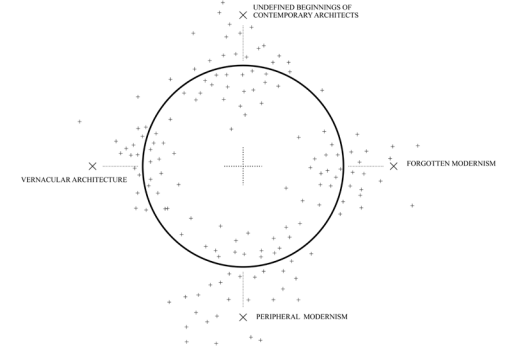 UNDEFINED BEGINNINGS OF
CONTEMPORARY ARCHITECTS
FORGOTTEN MODERNISM
VERNACULAR ARCHITECTURE
PERIPHERAL MODERNISM